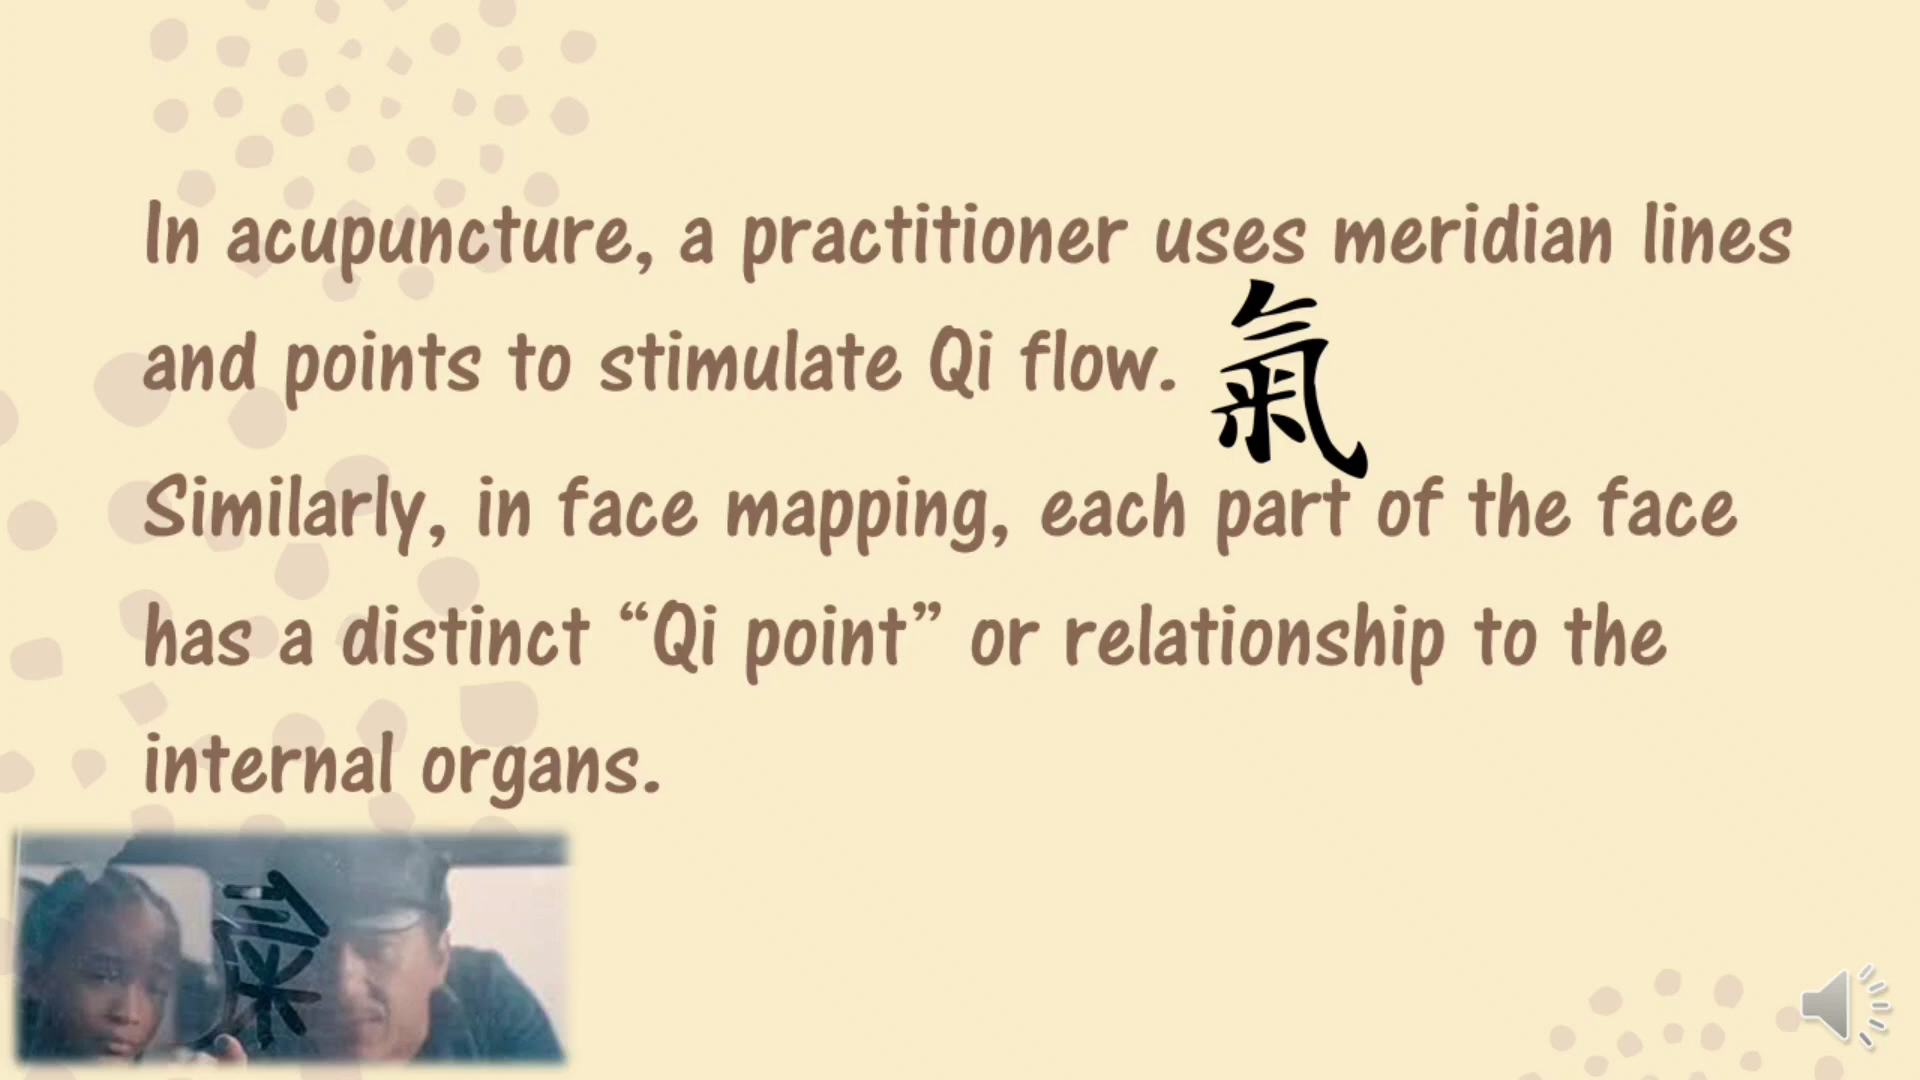 In acupuncture, a practitioner uses meridian lines
and points to stimulate Qi flow. 氣
Similarly, in face mapping, each part of the face
has a distinct “Qi point” or relationship to the
internal organs.
氣